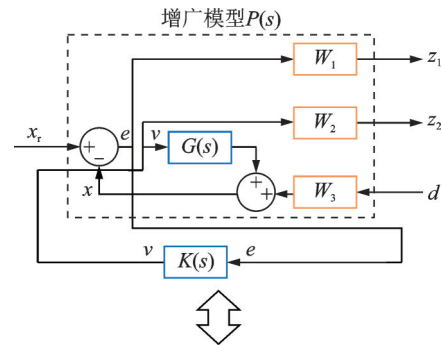 增广模型P(s)
W₁ z₁
W₂ z₂
xᵣ + − e v G(s)
x + + W₃ d
v K(s) e